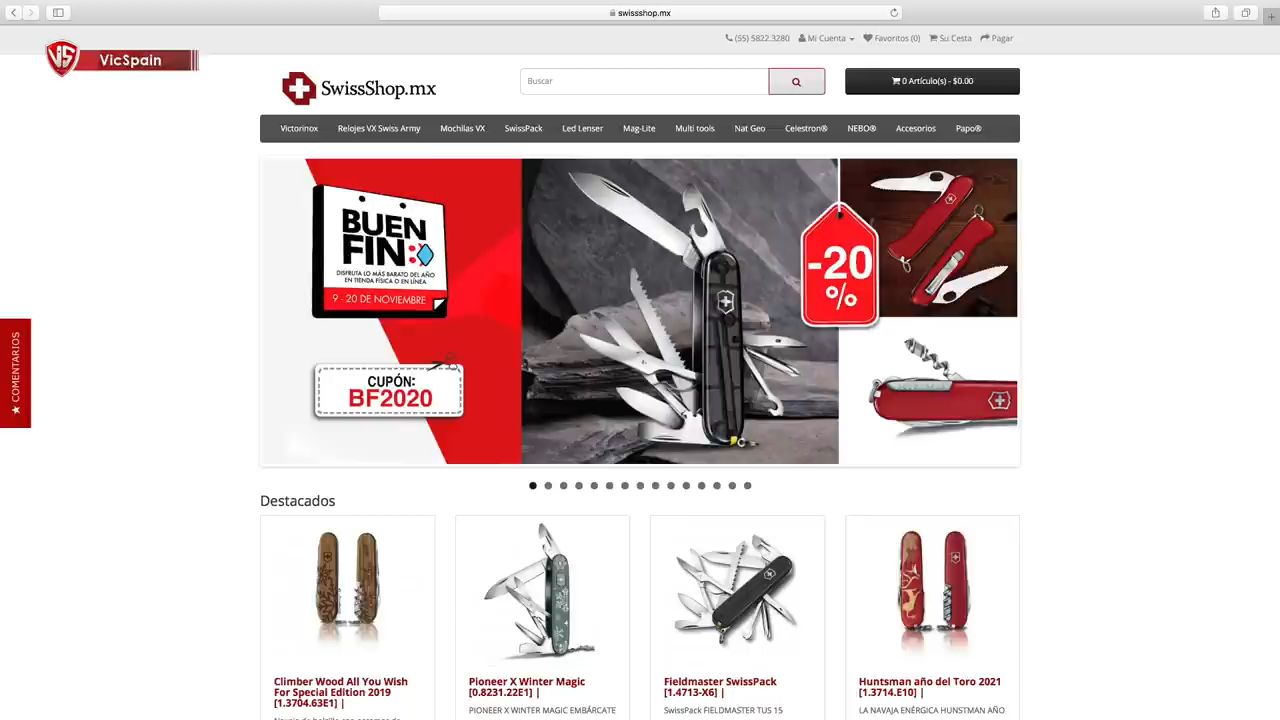 swissshop.mx
(55) 5822.3280 Mi Cuenta Favoritos (0) Su Cesta Pagar
VS VicSpain
SwissShop.mx
Buscar
0 Artículo(s) - $0.00
Victorinox Relojes VX Swiss Army Mochilas VX SwissPack Led Lenser Mag-Lite Multi tools Nat Geo Celestron® NEBO® Accesorios Papo®
BUEN
FIN:
DISFRUTA LO MÁS BARATO DEL AÑO
EN TIENDA FÍSICA O EN LÍNEA
9 - 20 DE NOVIEMBRE
-20
%
CUPÓN:
BF2020
★ COMENTARIOS
Destacados
Climber Wood All You Wish
For Special Edition 2019
[1.3704.63E1] |
Pioneer X Winter Magic
[0.8231.22E1] |
PIONEER X WINTER MAGIC EMBÁRCATE
Fieldmaster SwissPack
[1.4713-X6] |
SwissPack FIELDMASTER TUS 15
Huntsman año del Toro 2021
[1.3714.E10] |
LA NAVAJA ENÉRGICA HUNSTMAN AÑO